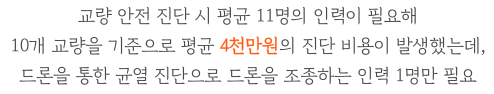 교량 안전 진단 시 평균 11명의 인력이 필요해
10개 교량을 기준으로 평균 4천만원의 진단 비용이 발생했는데,
드론을 통한 균열 진단으로 드론을 조종하는 인력 1명만 필요